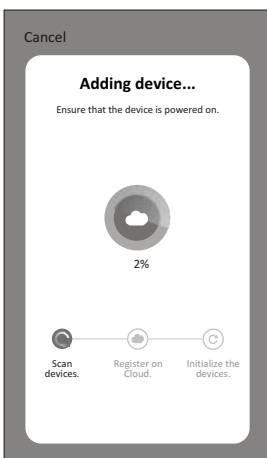 Cancel
Adding device...
Ensure that the device is powered on.
2%
Scan
devices.
Register on
Cloud.
Initialize the
devices.